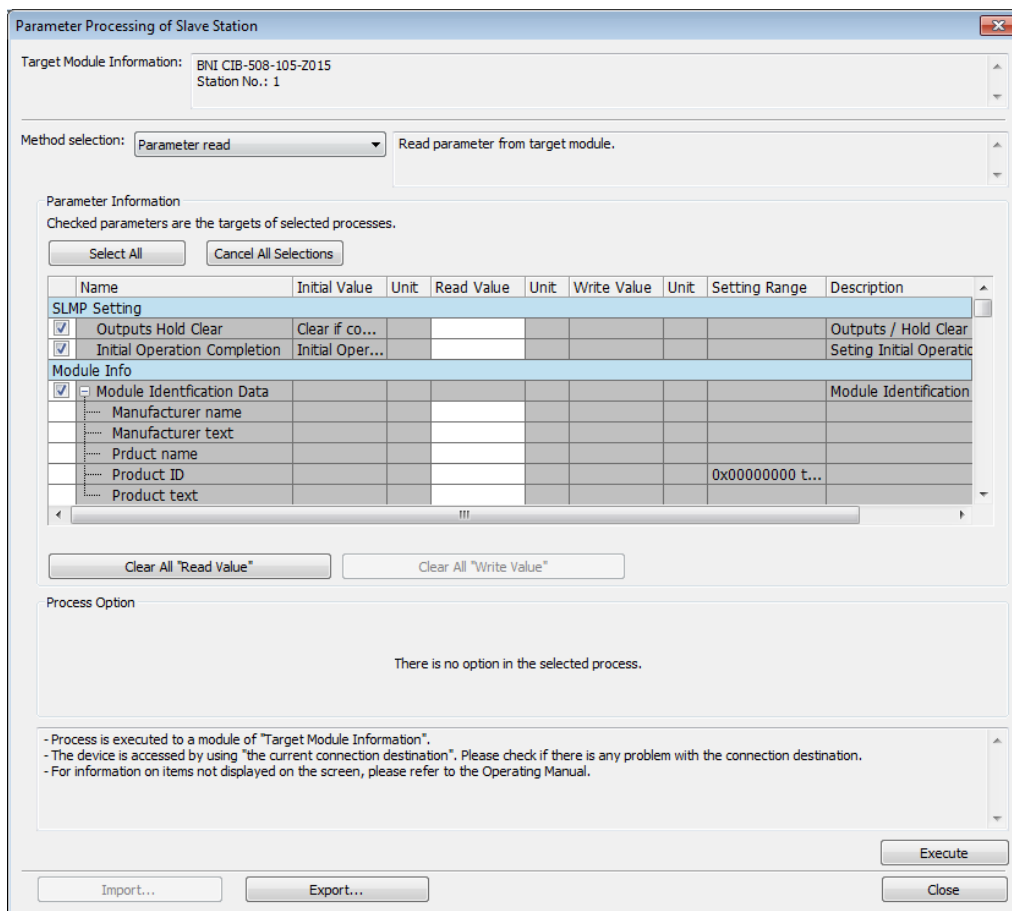 Parameter Processing of Slave Station
Target Module Information: BNI CIB-508-105-Z015
Station No.: 1
Method selection: Parameter read Read parameter from target module.
Parameter Information
Checked parameters are the targets of selected processes.
Select All Cancel All Selections
Name Initial Value Unit Read Value Unit Write Value Unit Setting Range Description
SLMP Setting
Outputs Hold Clear Clear if co... Outputs / Hold Clear
Initial Operation Completion Initial Oper... Seting Initial Operatic
Module Info
Module Identfication Data Module Identification
Manufacturer name
Manufacturer text
Prduct name
Product ID 0x00000000 t...
Product text
Clear All "Read Value" Clear All "Write Value"
Process Option
There is no option in the selected process.
- Process is executed to a module of "Target Module Information".
- The device is accessed by using "the current connection destination". Please check if there is any problem with the connection destination.
- For information on items not displayed on the screen, please refer to the Operating Manual.
Execute
Import... Export... Close